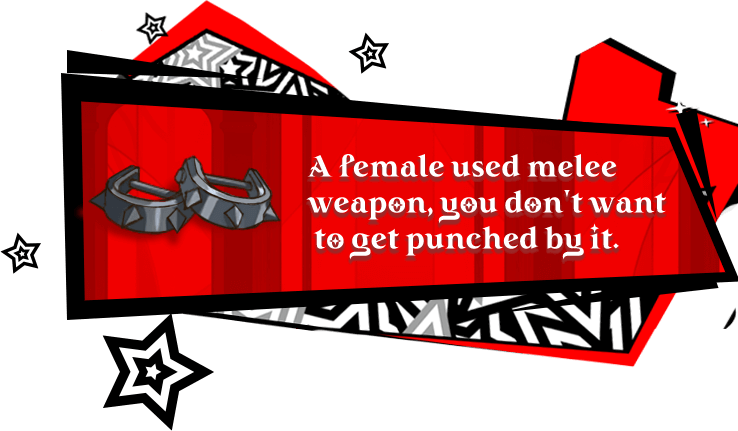 A female used melee
weapon, you don't want
to get punched by it.